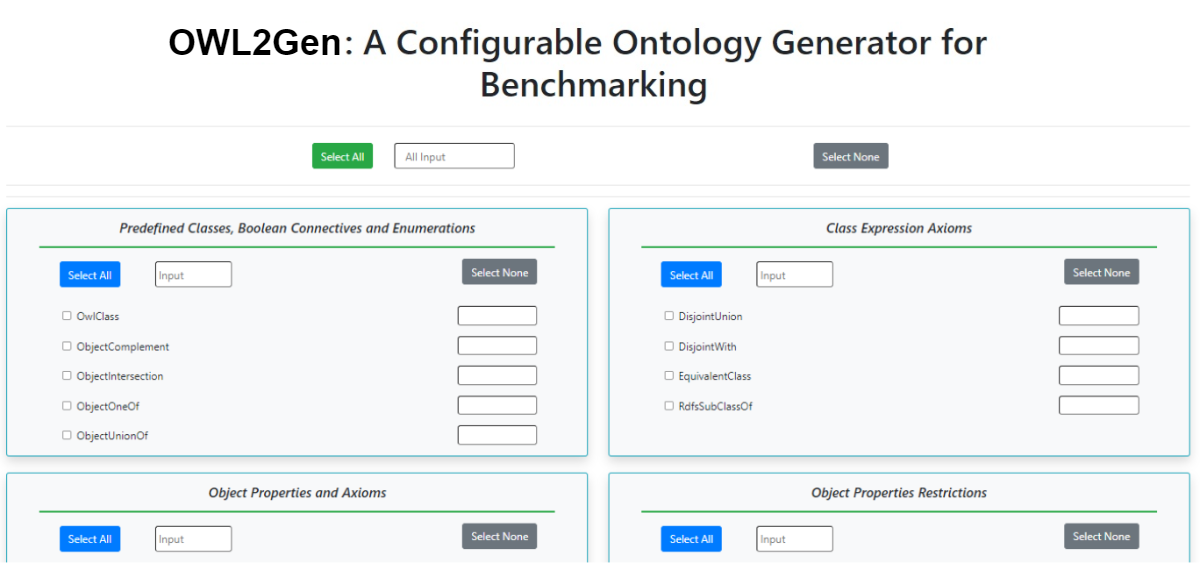 OWL2Gen: A Configurable Ontology Generator for
Benchmarking
Select All All Input Select None
Predefined Classes, Boolean Connectives and Enumerations
Select All Input Select None
OwlClass
ObjectComplement
ObjectIntersection
ObjectOneOf
ObjectUnionOf
Class Expression Axioms
Select All Input Select None
DisjointUnion
DisjointWith
EquivalentClass
RdfsSubClassOf
Object Properties and Axioms
Select All Input Select None
Object Properties Restrictions
Select All Input Select None